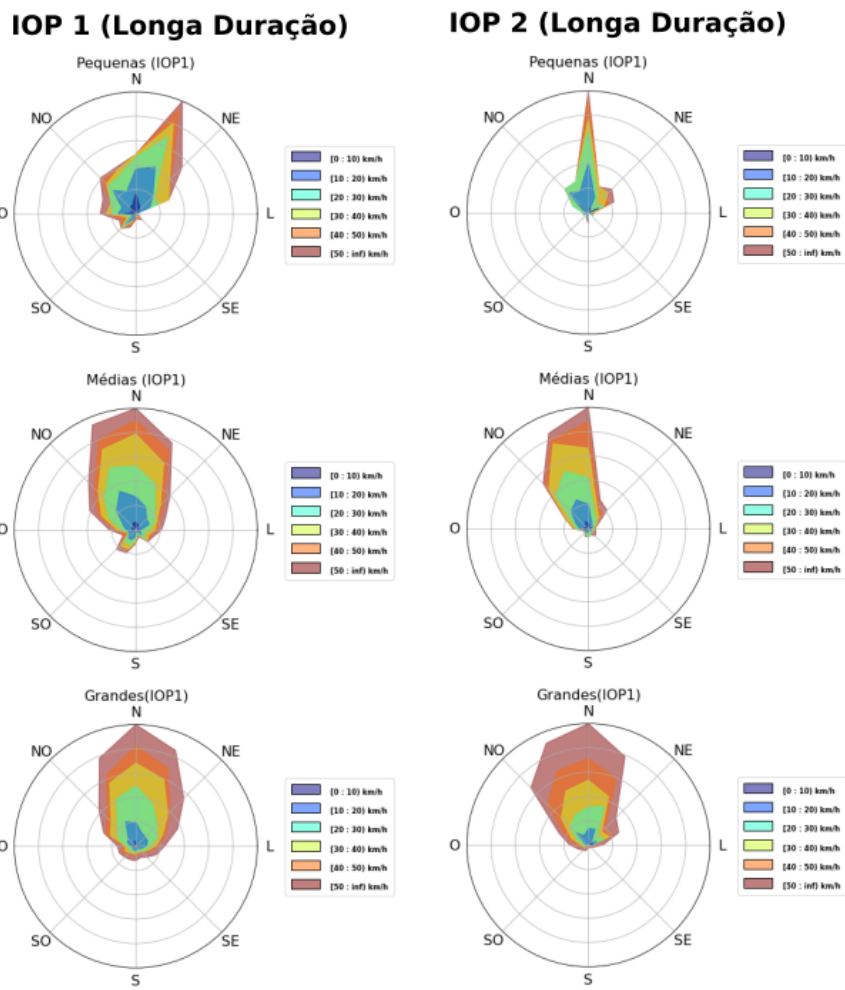 IOP 1 (Longa Duração)
Pequenas (IOP1)
N
NO
NE
O
L
SO
SE
S
[0 : 10) km/h
[10 : 20) km/h
[20 : 30) km/h
[30 : 40) km/h
[40 : 50) km/h
[50 : inf) km/h
Médias (IOP1)
N
NO
NE
O
L
SO
SE
S
[0 : 10) km/h
[10 : 20) km/h
[20 : 30) km/h
[30 : 40) km/h
[40 : 50) km/h
[50 : inf) km/h
Grandes(IOP1)
N
NO
NE
O
L
SO
SE
S
[0 : 10) km/h
[10 : 20) km/h
[20 : 30) km/h
[30 : 40) km/h
[40 : 50) km/h
[50 : inf) km/h
IOP 2 (Longa Duração)
Pequenas (IOP1)
N
NO
NE
O
L
SO
SE
S
[0 : 10) km/h
[10 : 20) km/h
[20 : 30) km/h
[30 : 40) km/h
[40 : 50) km/h
[50 : inf) km/h
Médias (IOP1)
N
NO
NE
O
L
SO
SE
S
[0 : 10) km/h
[10 : 20) km/h
[20 : 30) km/h
[30 : 40) km/h
[40 : 50) km/h
[50 : inf) km/h
Grandes(IOP1)
N
NO
NE
O
L
SO
SE
S
[0 : 10) km/h
[10 : 20) km/h
[20 : 30) km/h
[30 : 40) km/h
[40 : 50) km/h
[50 : inf) km/h